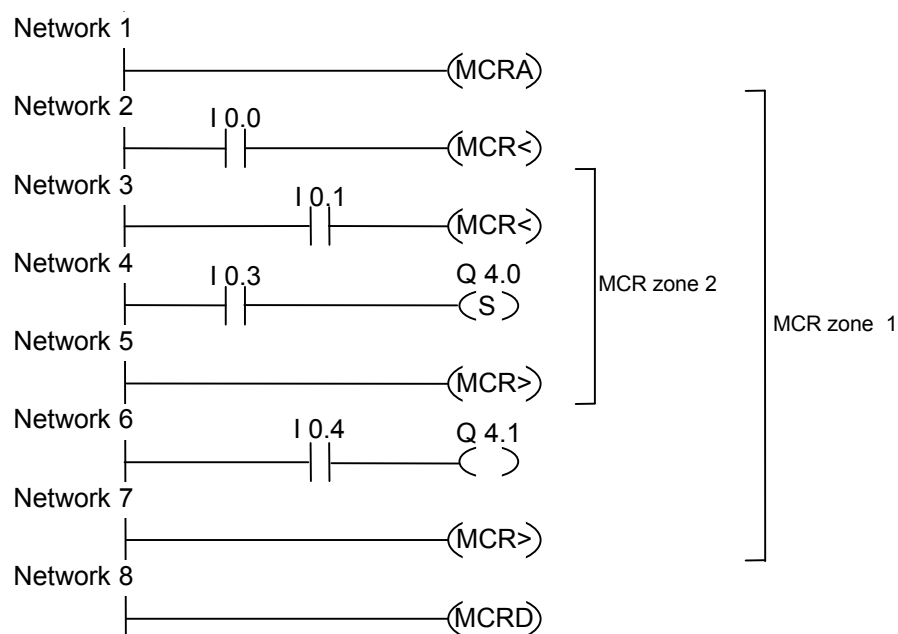 Network 1
(MCRA)
Network 2
I 0.0
(MCR<)
Network 3
I 0.1
(MCR<)
Network 4
I 0.3 Q 4.0
(S)
MCR zone 2
Network 5
MCR zone 1
(MCR>)
Network 6
I 0.4 Q 4.1
( )
Network 7
(MCR>)
Network 8
(MCRD)